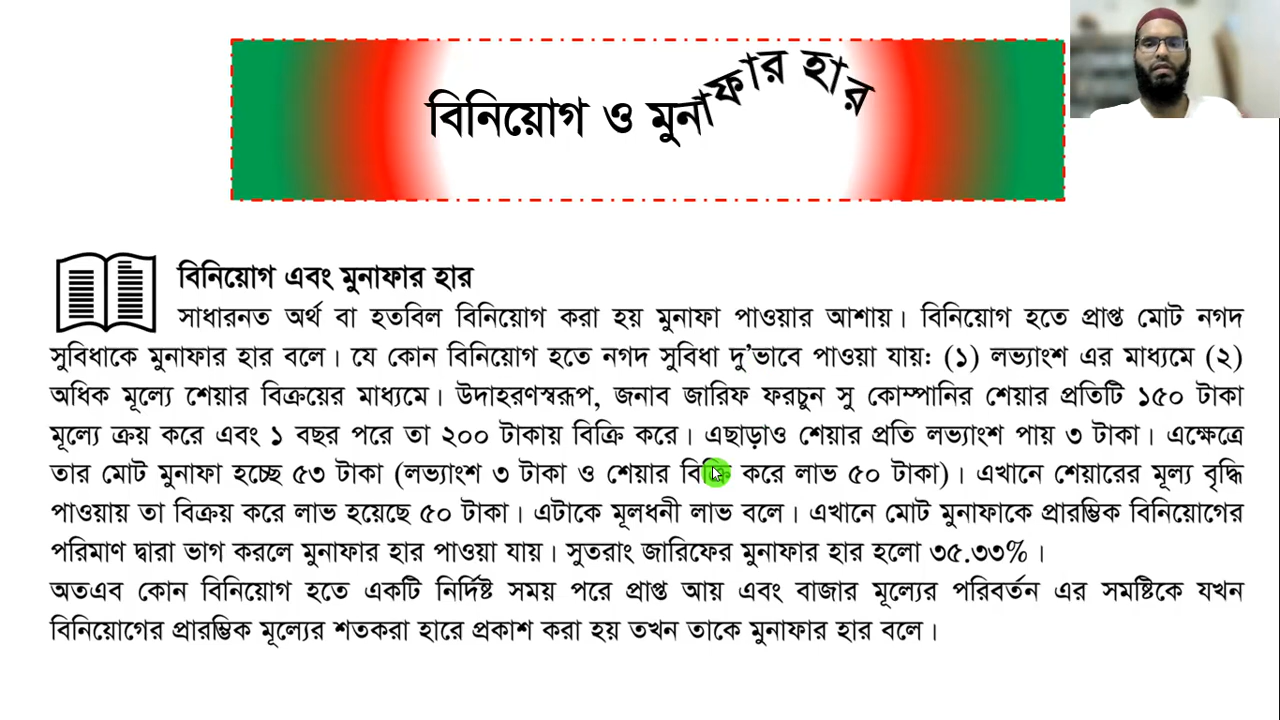 বিনিয়োগ ও মুনাফার হার
বিনিয়োগ এবং মুনাফার হার
সাধারনত অর্থ বা হতবিল বিনিয়োগ করা হয় মুনাফা পাওয়ার আশায়। বিনিয়োগ হতে প্রাপ্ত মোট নগদ
সুবিধাকে মুনাফার হার বলে। যে কোন বিনিয়োগ হতে নগদ সুবিধা দু’ভাবে পাওয়া যায়: (১) লভ্যাংশ এর মাধ্যমে (২)
অধিক মূল্যে শেয়ার বিক্রয়ের মাধ্যমে। উদাহরণস্বরূপ, জনাব জারিফ ফরচুন সু কোম্পানির শেয়ার প্রতিটি ১৫০ টাকা
মূল্যে ক্রয় করে এবং ১ বছর পরে তা ২০০ টাকায় বিক্রি করে। এছাড়াও শেয়ার প্রতি লভ্যাংশ পায় ৩ টাকা। এক্ষেত্রে
তার মোট মুনাফা হচ্ছে ৫৩ টাকা (লভ্যাংশ ৩ টাকা ও শেয়ার বিক্রি করে লাভ ৫০ টাকা)। এখানে শেয়ারের মূল্য বৃদ্ধি
পাওয়ায় তা বিক্রয় করে লাভ হয়েছে ৫০ টাকা। এটাকে মূলধনী লাভ বলে। এখানে মোট মুনাফাকে প্রারম্ভিক বিনিয়োগের
পরিমাণ দ্বারা ভাগ করলে মুনাফার হার পাওয়া যায়। সুতরাং জারিফের মুনাফার হার হলো ৩৫.৩৩%।
অতএব কোন বিনিয়োগ হতে একটি নির্দিষ্ট সময় পরে প্রাপ্ত আয় এবং বাজার মূল্যের পরিবর্তন এর সমষ্টিকে যখন
বিনিয়োগের প্রারম্ভিক মূল্যের শতকরা হারে প্রকাশ করা হয় তখন তাকে মুনাফার হার বলে।